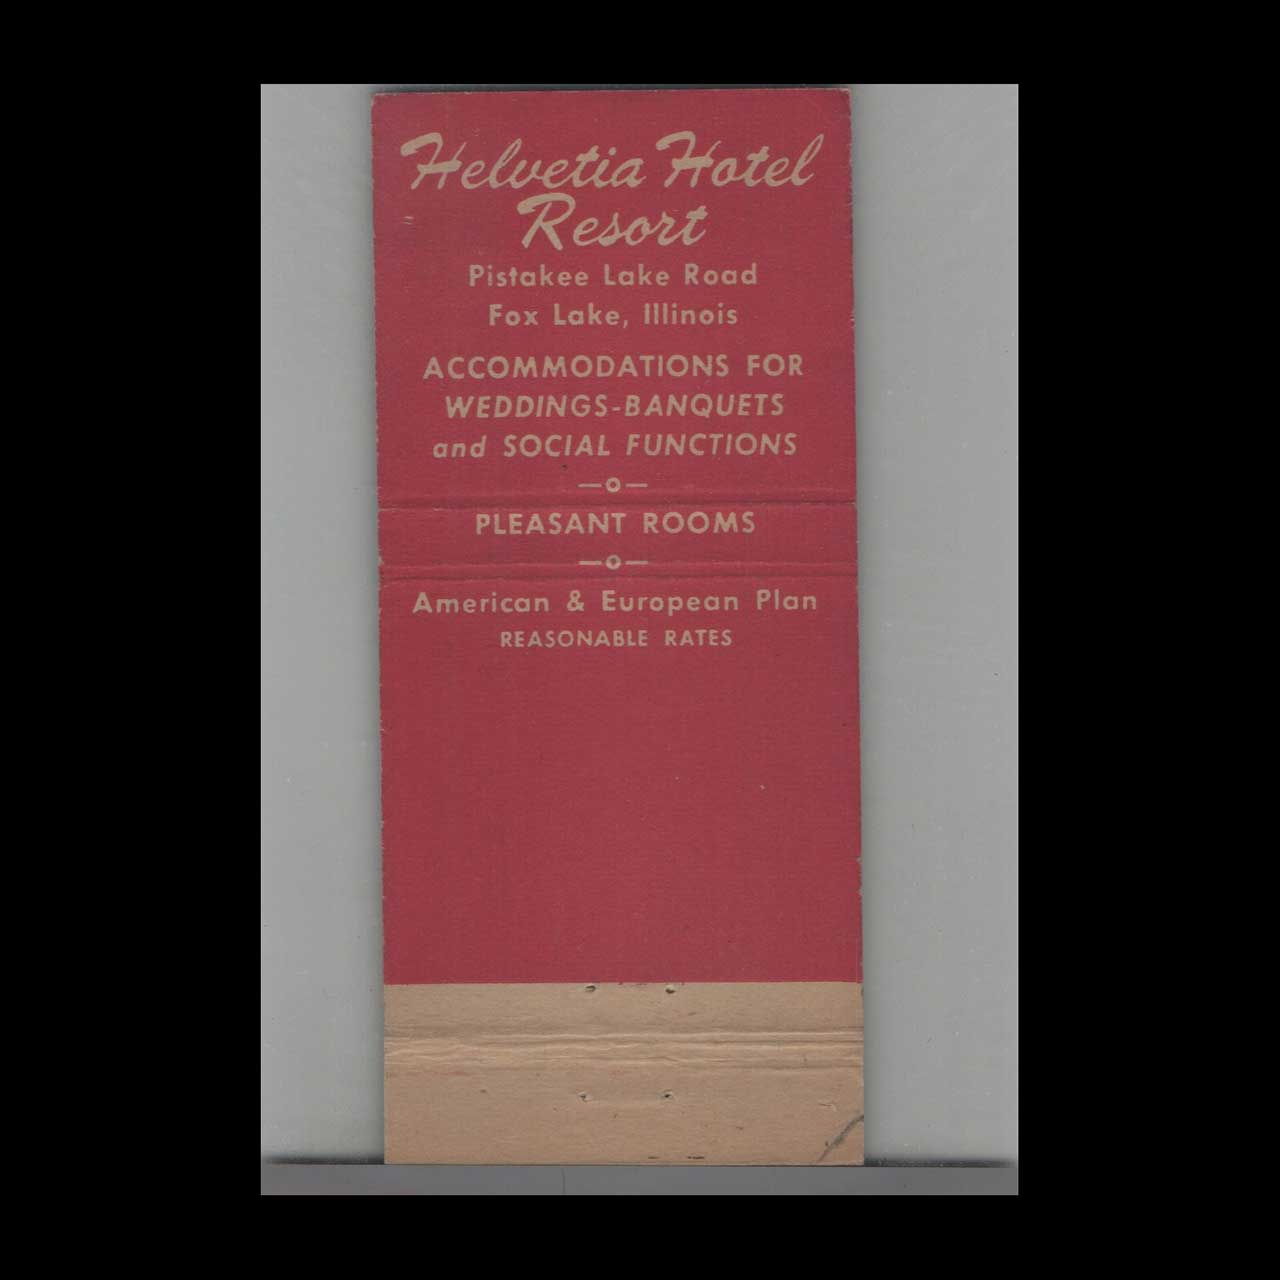 Helvetia Hotel
Resort
Pistakee Lake Road
Fox Lake, Illinois
ACCOMMODATIONS FOR
WEDDINGS-BANQUETS
and SOCIAL FUNCTIONS
—o—
PLEASANT ROOMS
—o—
American & European Plan
REASONABLE RATES